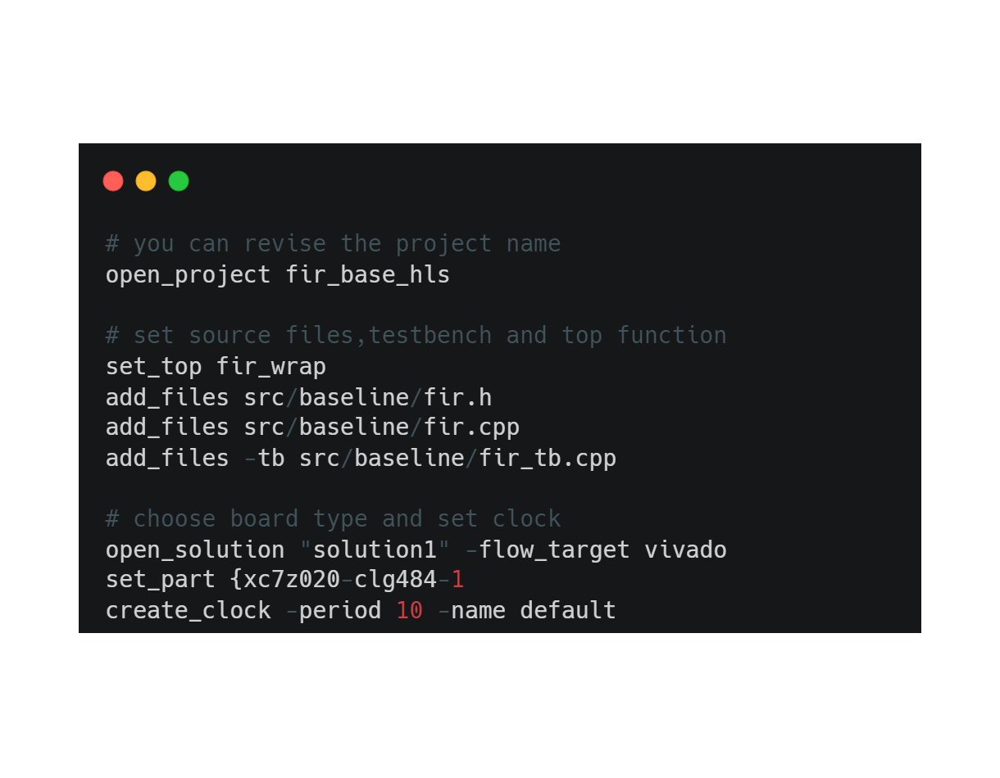 # you can revise the project name
open_project fir_base_hls
# set source files,testbench and top function
set_top fir_wrap
add_files src/baseline/fir.h
add_files src/baseline/fir.cpp
add_files -tb src/baseline/fir_tb.cpp
# choose board type and set clock
open_solution "solution1" -flow_target vivado
set_part {xc7z020-clg484-1
create_clock -period 10 -name default